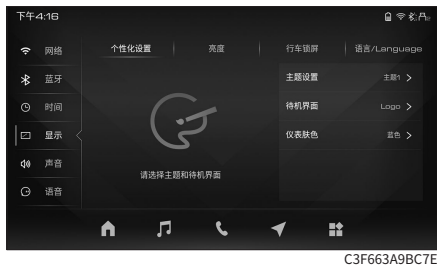 下午4:16
网络
蓝牙
时间
显示
声音
语音
个性化设置
亮度
行车锁屏
语言/Language
请选择主题和待机界面
主题设置 主题1
待机界面 Logo
仪表肤色 蓝色
C3F663A9BC7E